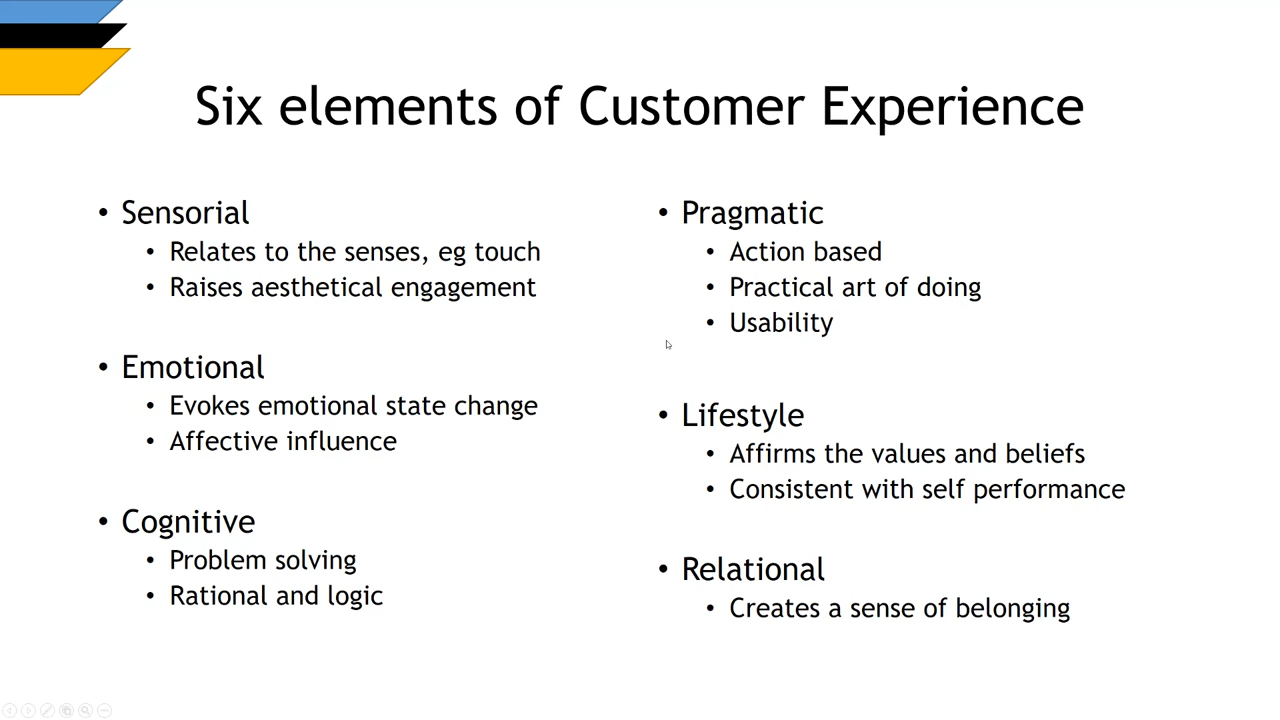 Six elements of Customer Experience
• Sensorial
• Relates to the senses, eg touch
• Raises aesthetical engagement
• Emotional
• Evokes emotional state change
• Affective influence
• Cognitive
• Problem solving
• Rational and logic
• Pragmatic
• Action based
• Practical art of doing
• Usability
• Lifestyle
• Affirms the values and beliefs
• Consistent with self performance
• Relational
• Creates a sense of belonging